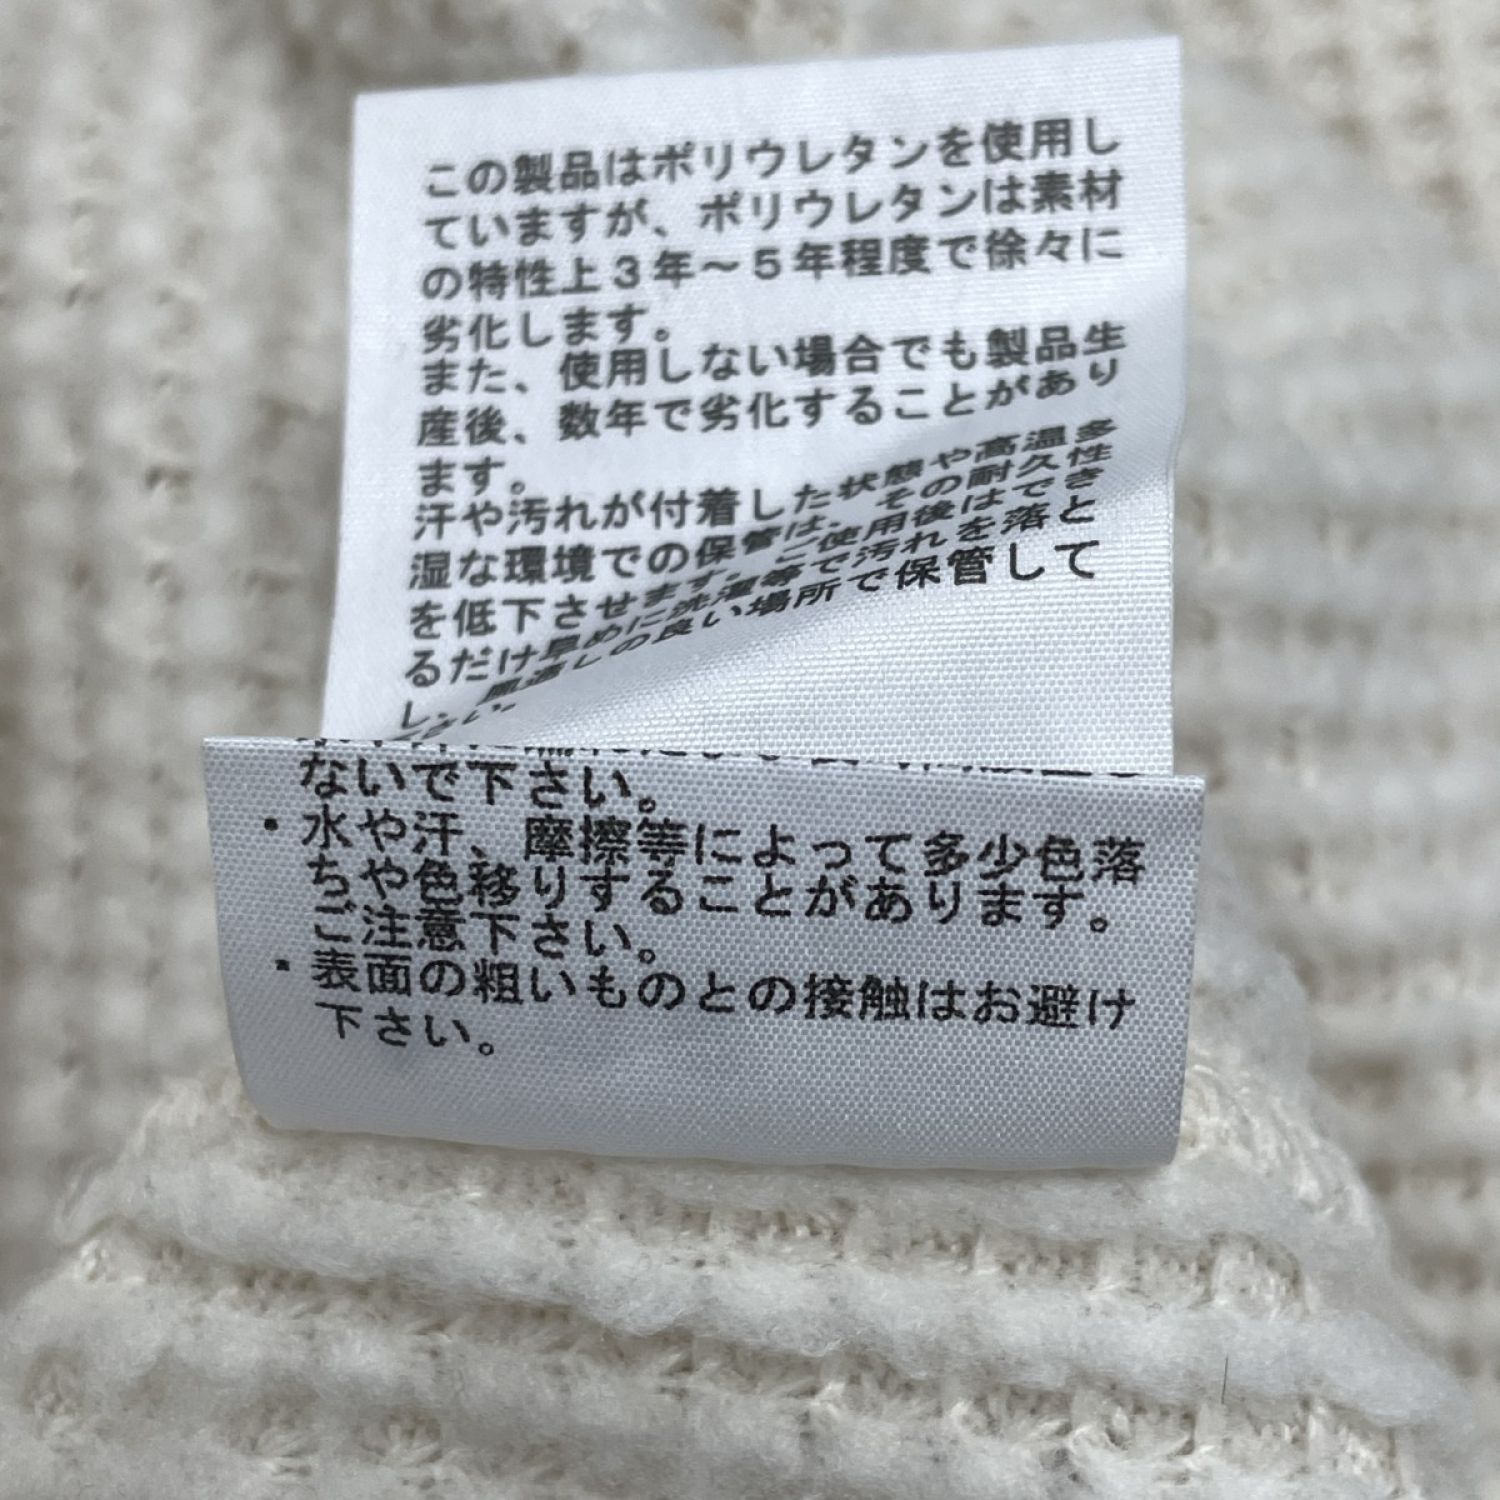 この製品はポリウレタンを使用し
ていますが、ポリウレタンは素材
の特性上3年～5年程度で徐々に
劣化します。
また、使用しない場合でも製品生
産後、数年で劣化することがあり
ます。
汗や汚れが付着した状態や高温多
湿な環境での保管は、その耐久性
を低下させます。ご使用後はでき
るだけ早めに洗濯等で汚れを落と
し、風通しの良い場所で保管して
ださい。
ないで下さい。
・水や汗、摩擦等によって多少色落
ちや色移りすることがあります。
ご注意下さい。
・表面の粗いものとの接触はお避け
下さい。